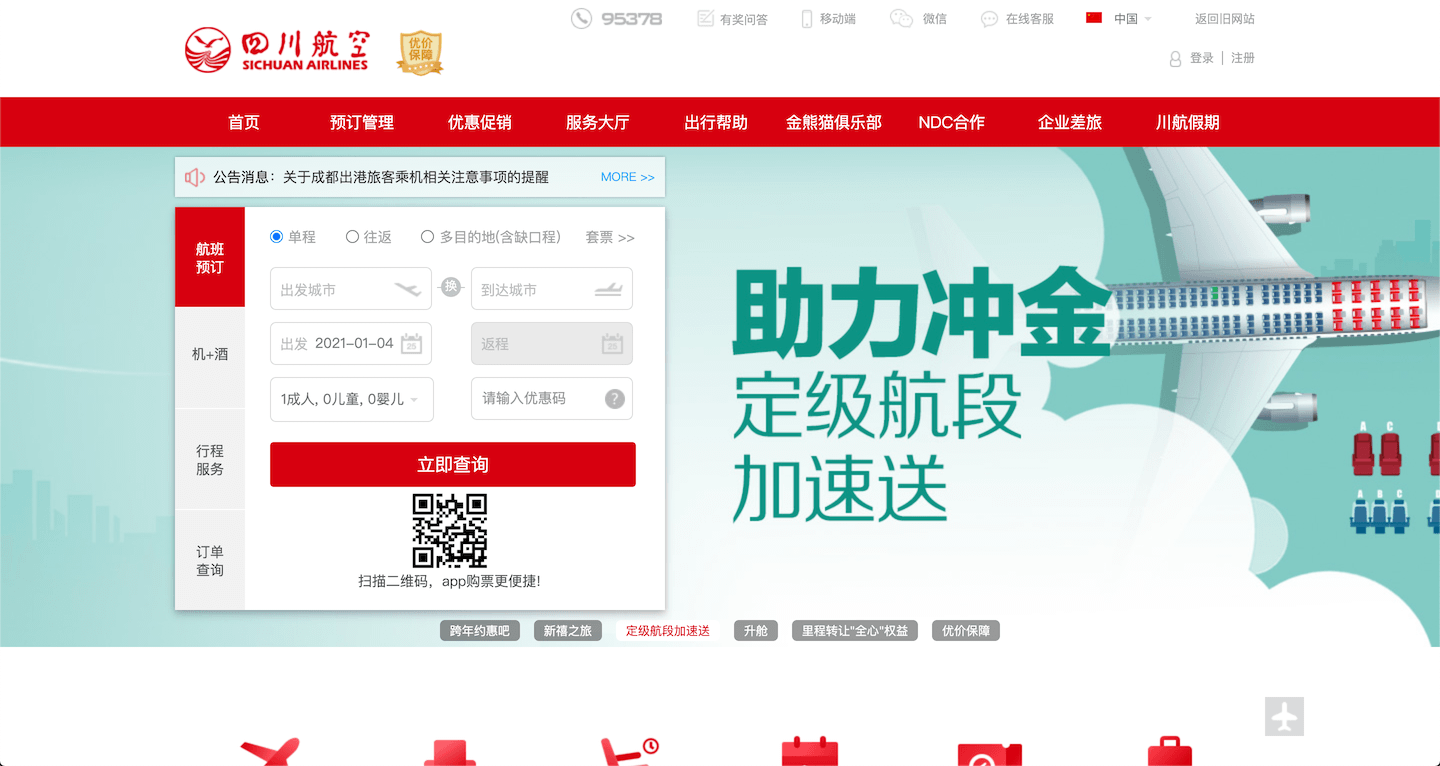 95378
有奖问答
移动端
微信
在线客服
中国
返回旧网站
四川航空
SICHUAN AIRLINES
优价
保障
登录 | 注册
首页
预订管理
优惠促销
服务大厅
出行帮助
金熊猫俱乐部
NDC合作
企业差旅
川航假期
公告消息：关于成都出港旅客乘机相关注意事项的提醒
MORE >>
航班
预订
机+酒
行程
服务
订单
查询
单程
往返
多目的地(含缺口程)
套票 >>
出发城市
换
到达城市
出发 2021-01-04
25
返程
25
1成人, 0儿童, 0婴儿
请输入优惠码
?
立即查询
扫描二维码，app购票更便捷!
助力冲金
定级航段
加速送
A C
D
A B C
D
跨年约惠吧
新禧之旅
定级航段加速送
升舱
里程转让"全心"权益
优价保障